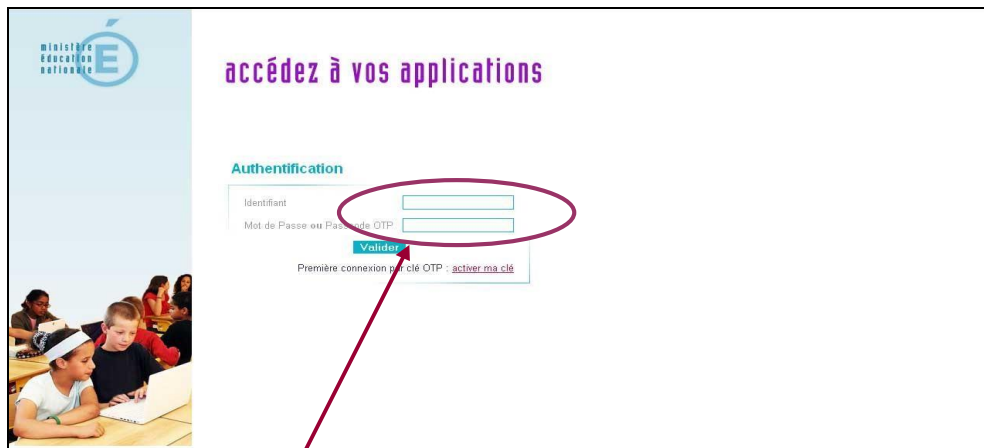 ministère
éducation
nationale
É
accédez à vos applications
Authentification
Identifiant
Mot de Passe ou Passcode OTP
Valider
Première connexion par clé OTP : activer ma clé